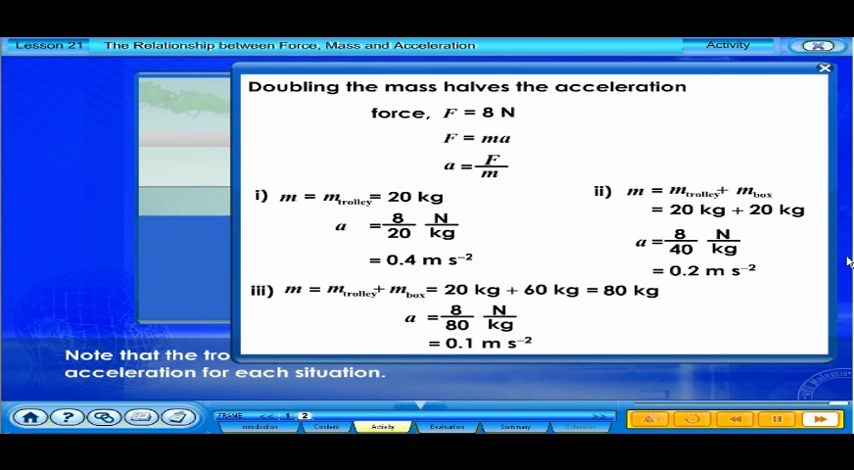 Lesson 21 The Relationship between Force, Mass and Acceleration Activity
Doubling the mass halves the acceleration
force, F = 8 N
F = ma
a = F/m
i) m = m_trolley = 20 kg
a = 8/20 N/kg
= 0.4 m s⁻²
ii) m = m_trolley + m_box
= 20 kg + 20 kg
a = 8/40 N/kg
= 0.2 m s⁻²
iii) m = m_trolley + m_box = 20 kg + 60 kg = 80 kg
a = 8/80 N/kg
= 0.1 m s⁻²
Note that the tro
acceleration for each situation.
FRAME << 1 2 >>
Introduction Content Activity Evaluation Summary